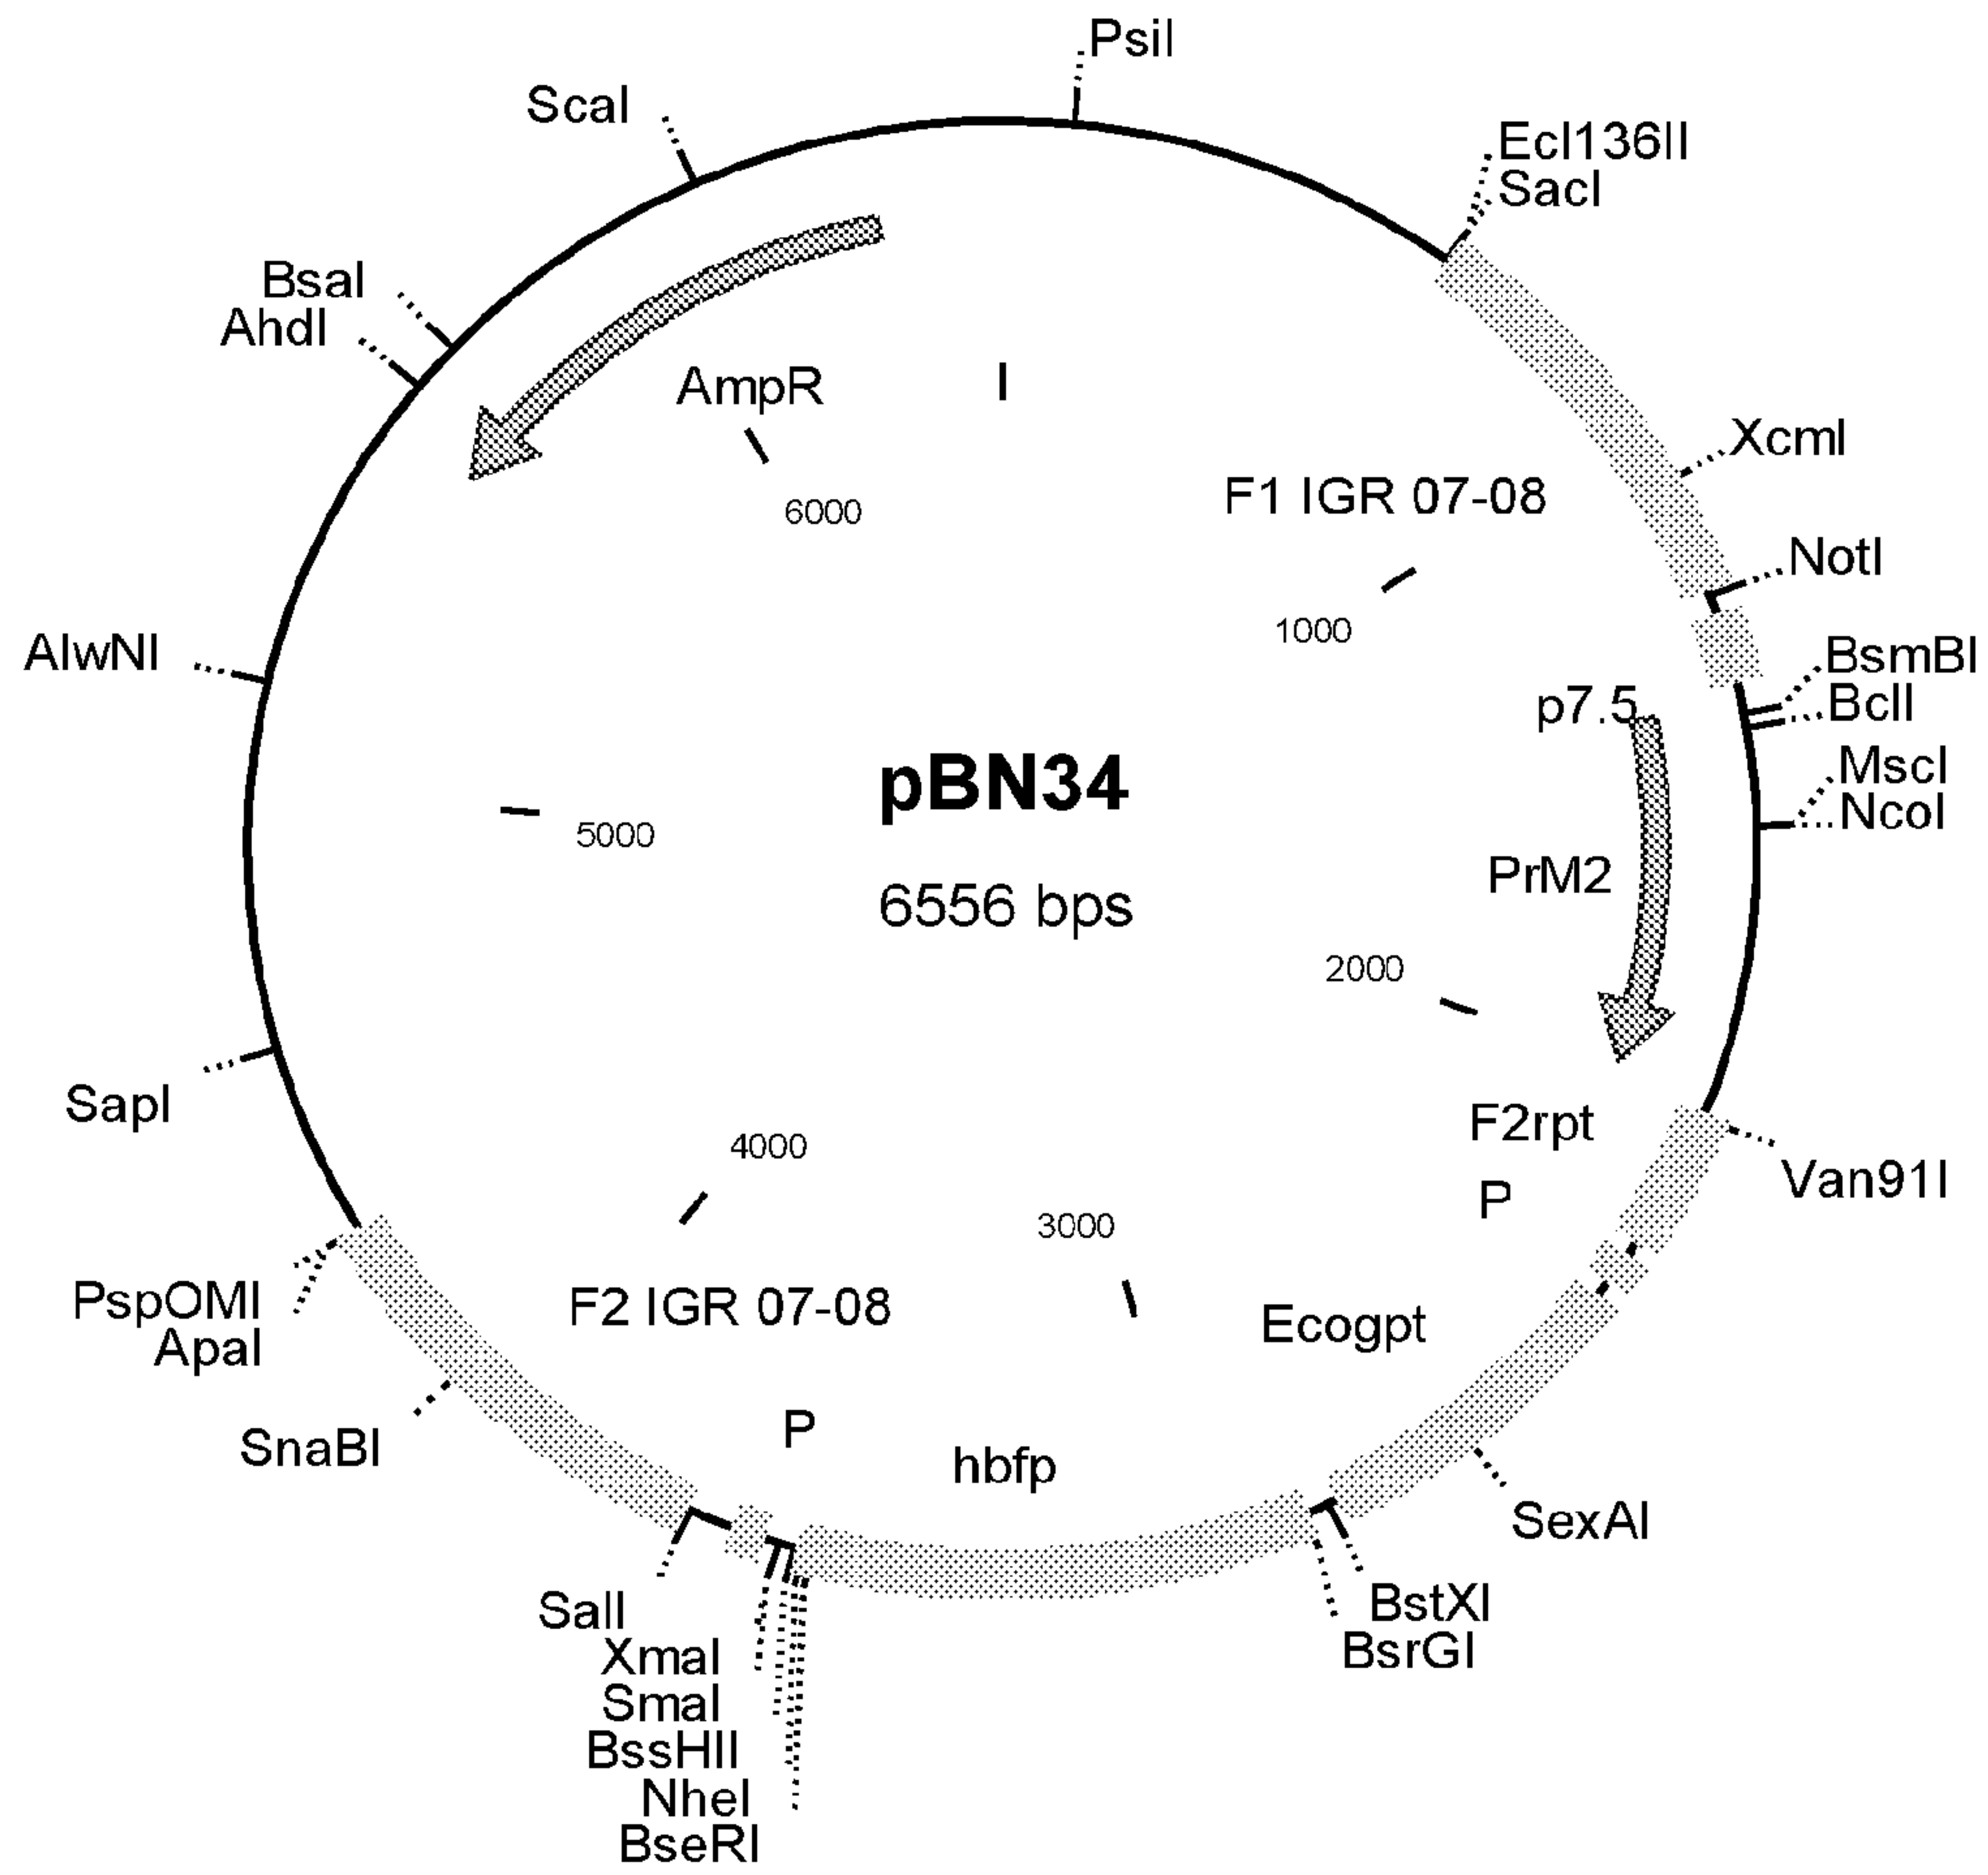 PsiI
ScaI
Ecl136II
SacI
BsaI
AhdI
AmpR
I
XcmI
F1 IGR 07-08
6000
NotI
1000
AlwNI
BsmBI
BclI
p7.5
MscI
NcoI
pBN34
5000
PrM2
6556 bps
2000
SapI
F2rpt
4000
Van91I
P
3000
PspOMI
ApaI
F2 IGR 07-08
Ecogpt
SnaBI
P
hbfp
SexAI
SalI
XmaI
SmaI
BssHII
NheI
BseRI
BstXI
BsrGI